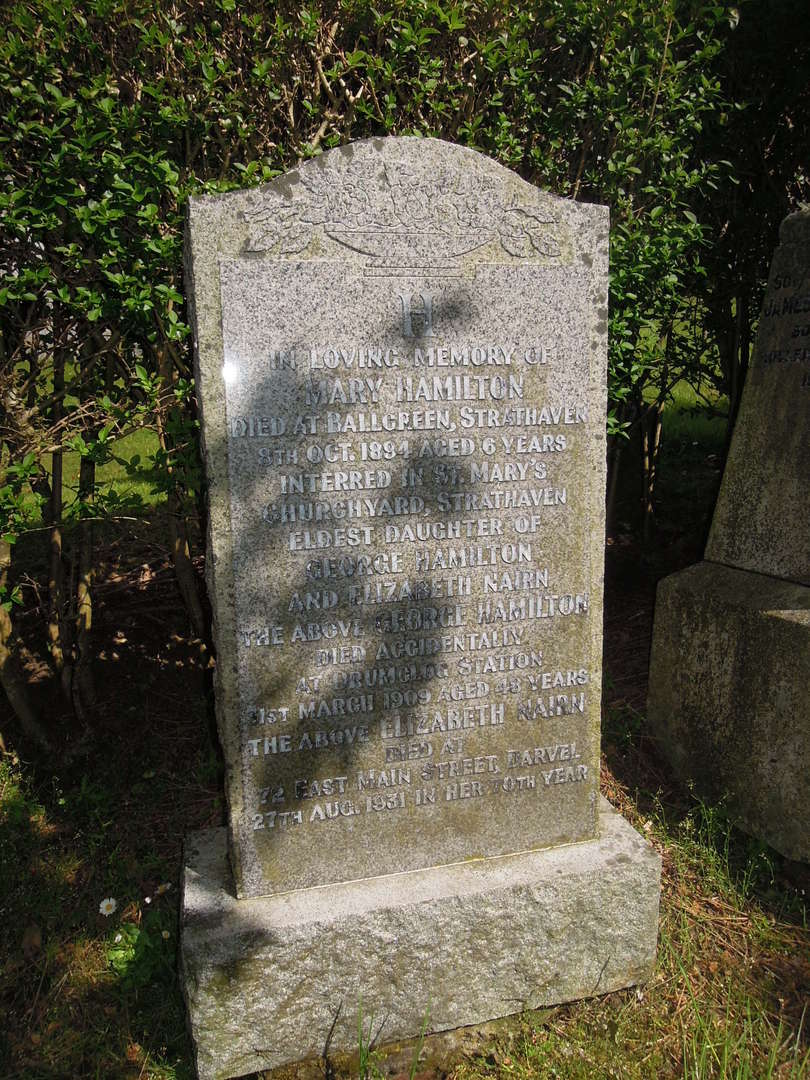 H
IN LOVING MEMORY OF
MARY HAMILTON
DIED AT BALLGREEN, STRATHAVEN
8TH OCT. 1894 AGED 6 YEARS
INTERRED IN ST. MARY'S
CHURCHYARD, STRATHAVEN
ELDEST DAUGHTER OF
GEORGE HAMILTON
AND ELIZABETH NAIRN
THE ABOVE GEORGE HAMILTON
DIED ACCIDENTALLY
AT DRUMCLOG STATION
31ST MARCH 1909 AGED 48 YEARS
THE ABOVE ELIZABETH NAIRN
DIED AT
72 EAST MAIN STREET, DARVEL
27TH AUG. 1931 IN HER 70TH YEAR